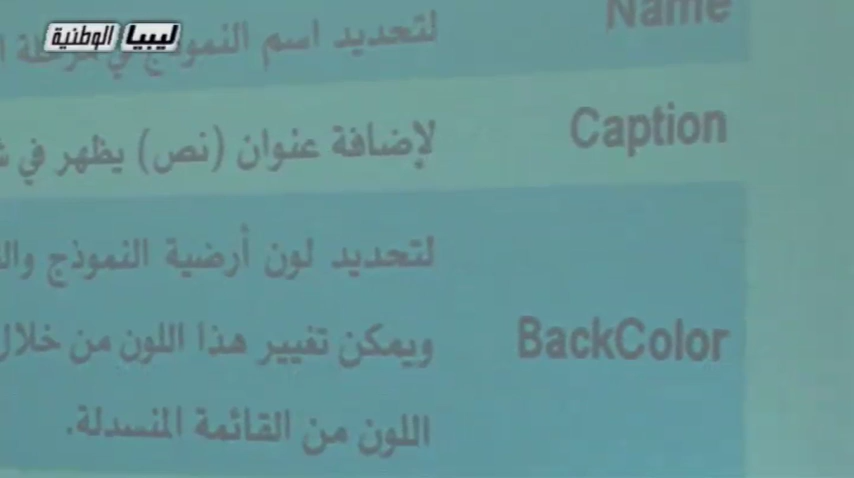 ليبيا الوطنية
Name
لتحديد اسم النموذج في مرحلة
Caption
لإضافة عنوان (نص) يظهر في
BackColor
لتحديد لون أرضية النموذج
ويمكن تغيير هذا اللون من خلال
اللون من القائمة المنسدلة.